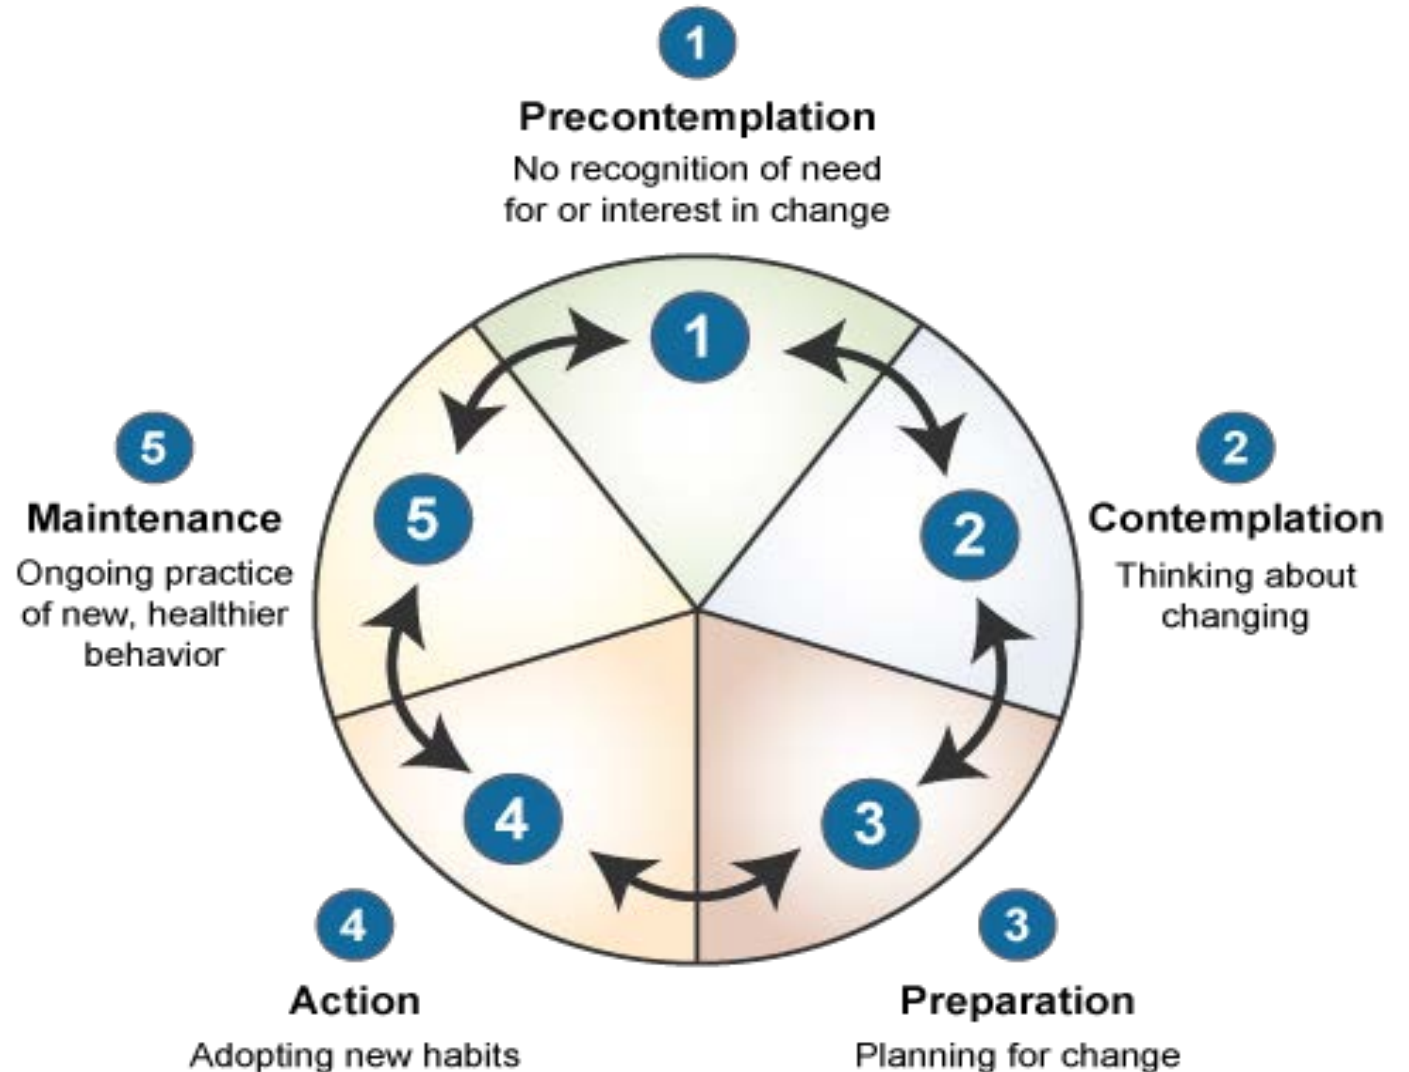 1
Precontemplation
No recognition of need
for or interest in change
1
2
Contemplation
Thinking about
changing
2
3
3
Preparation
Planning for change
4
4
Action
Adopting new habits
5
5
Maintenance
Ongoing practice
of new, healthier
behavior